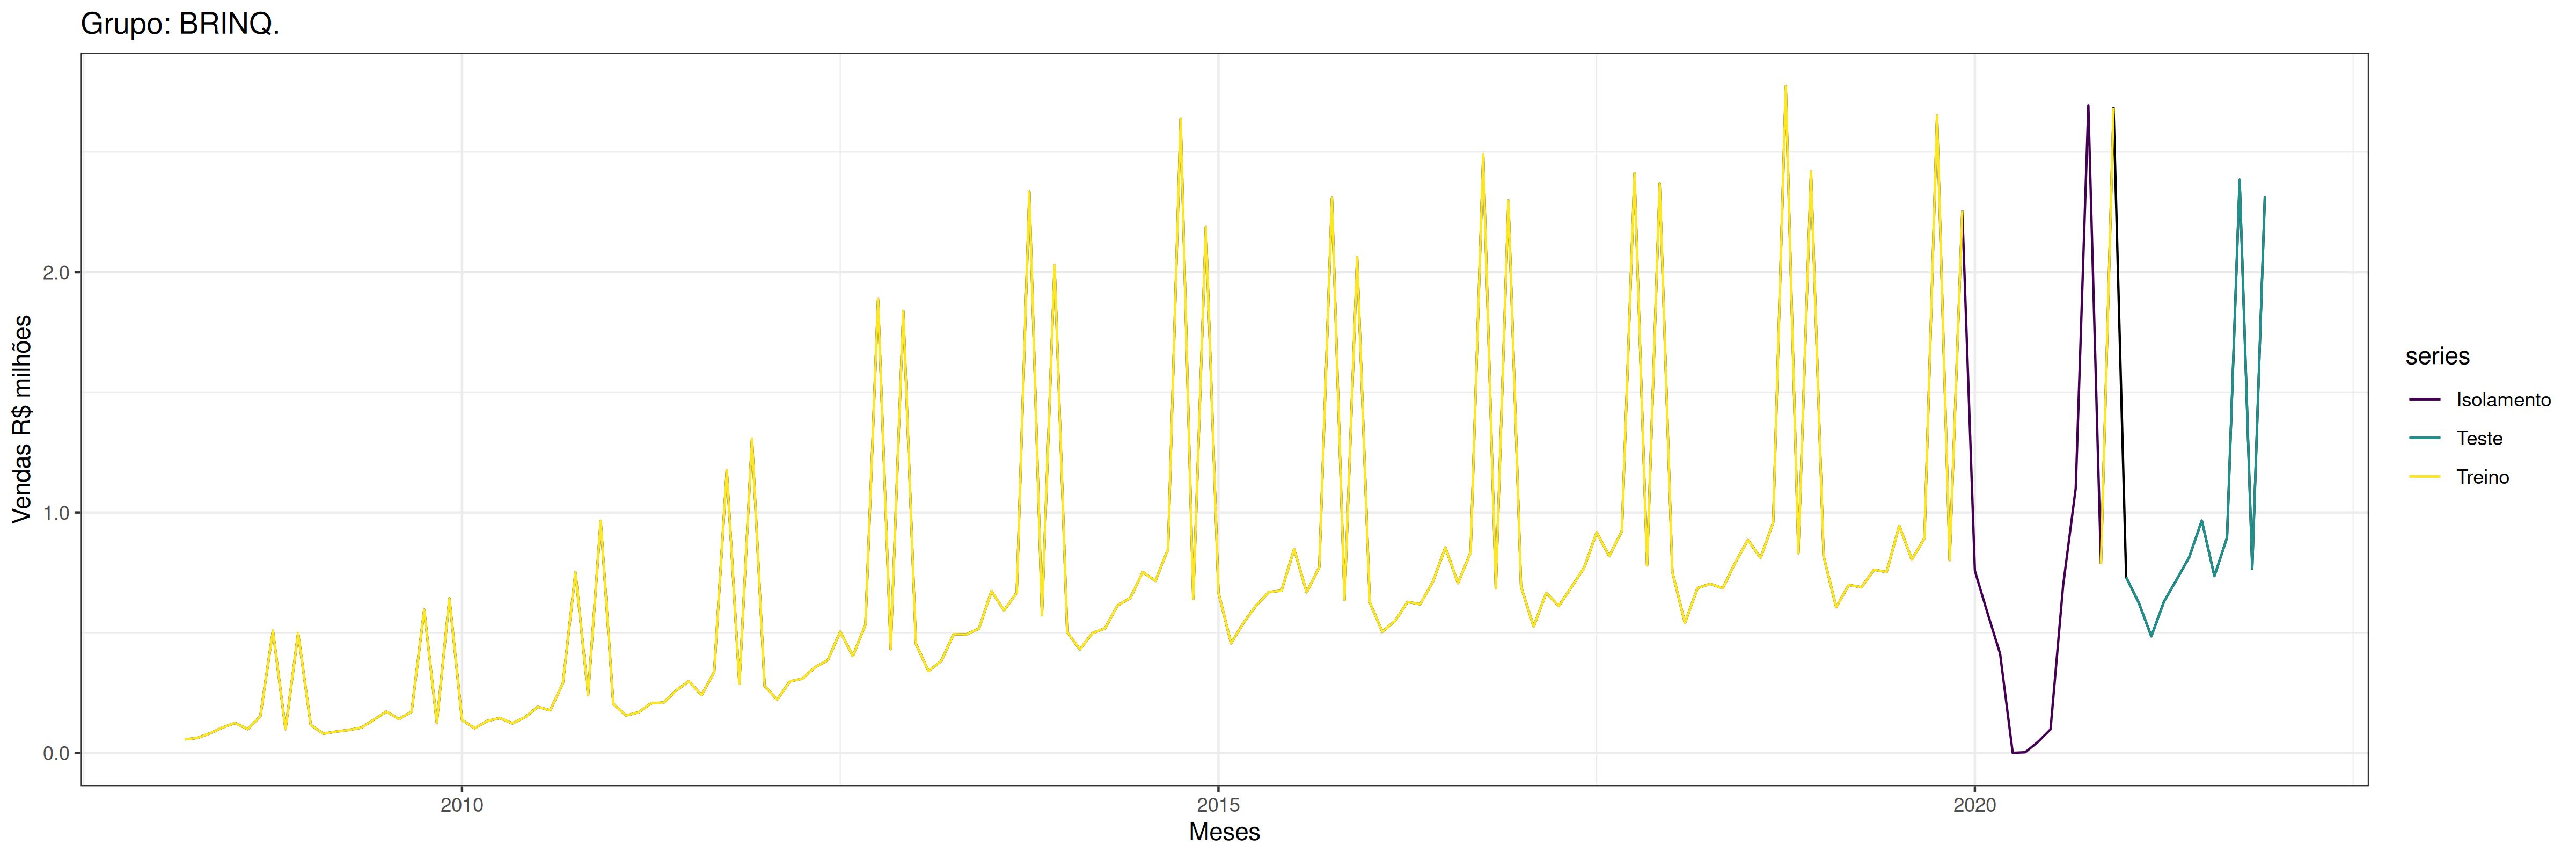 Grupo: BRINQ.
Vendas R$ milhões
2.0
1.0
0.0
2010
2015
2020
Meses
series
Isolamento
Teste
Treino